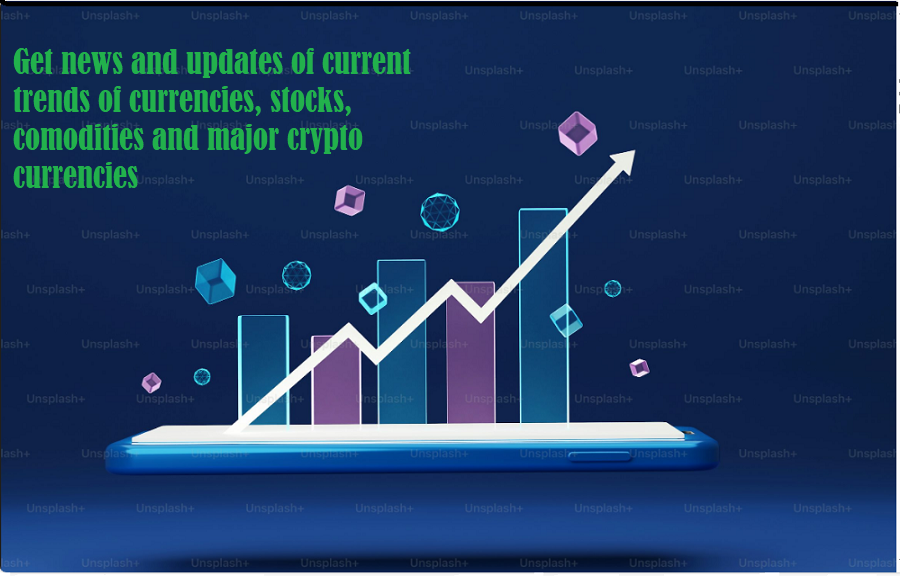 Get news and updates of current
trends of currencies, stocks,
comodities and major crypto
currencies
Unsplash+